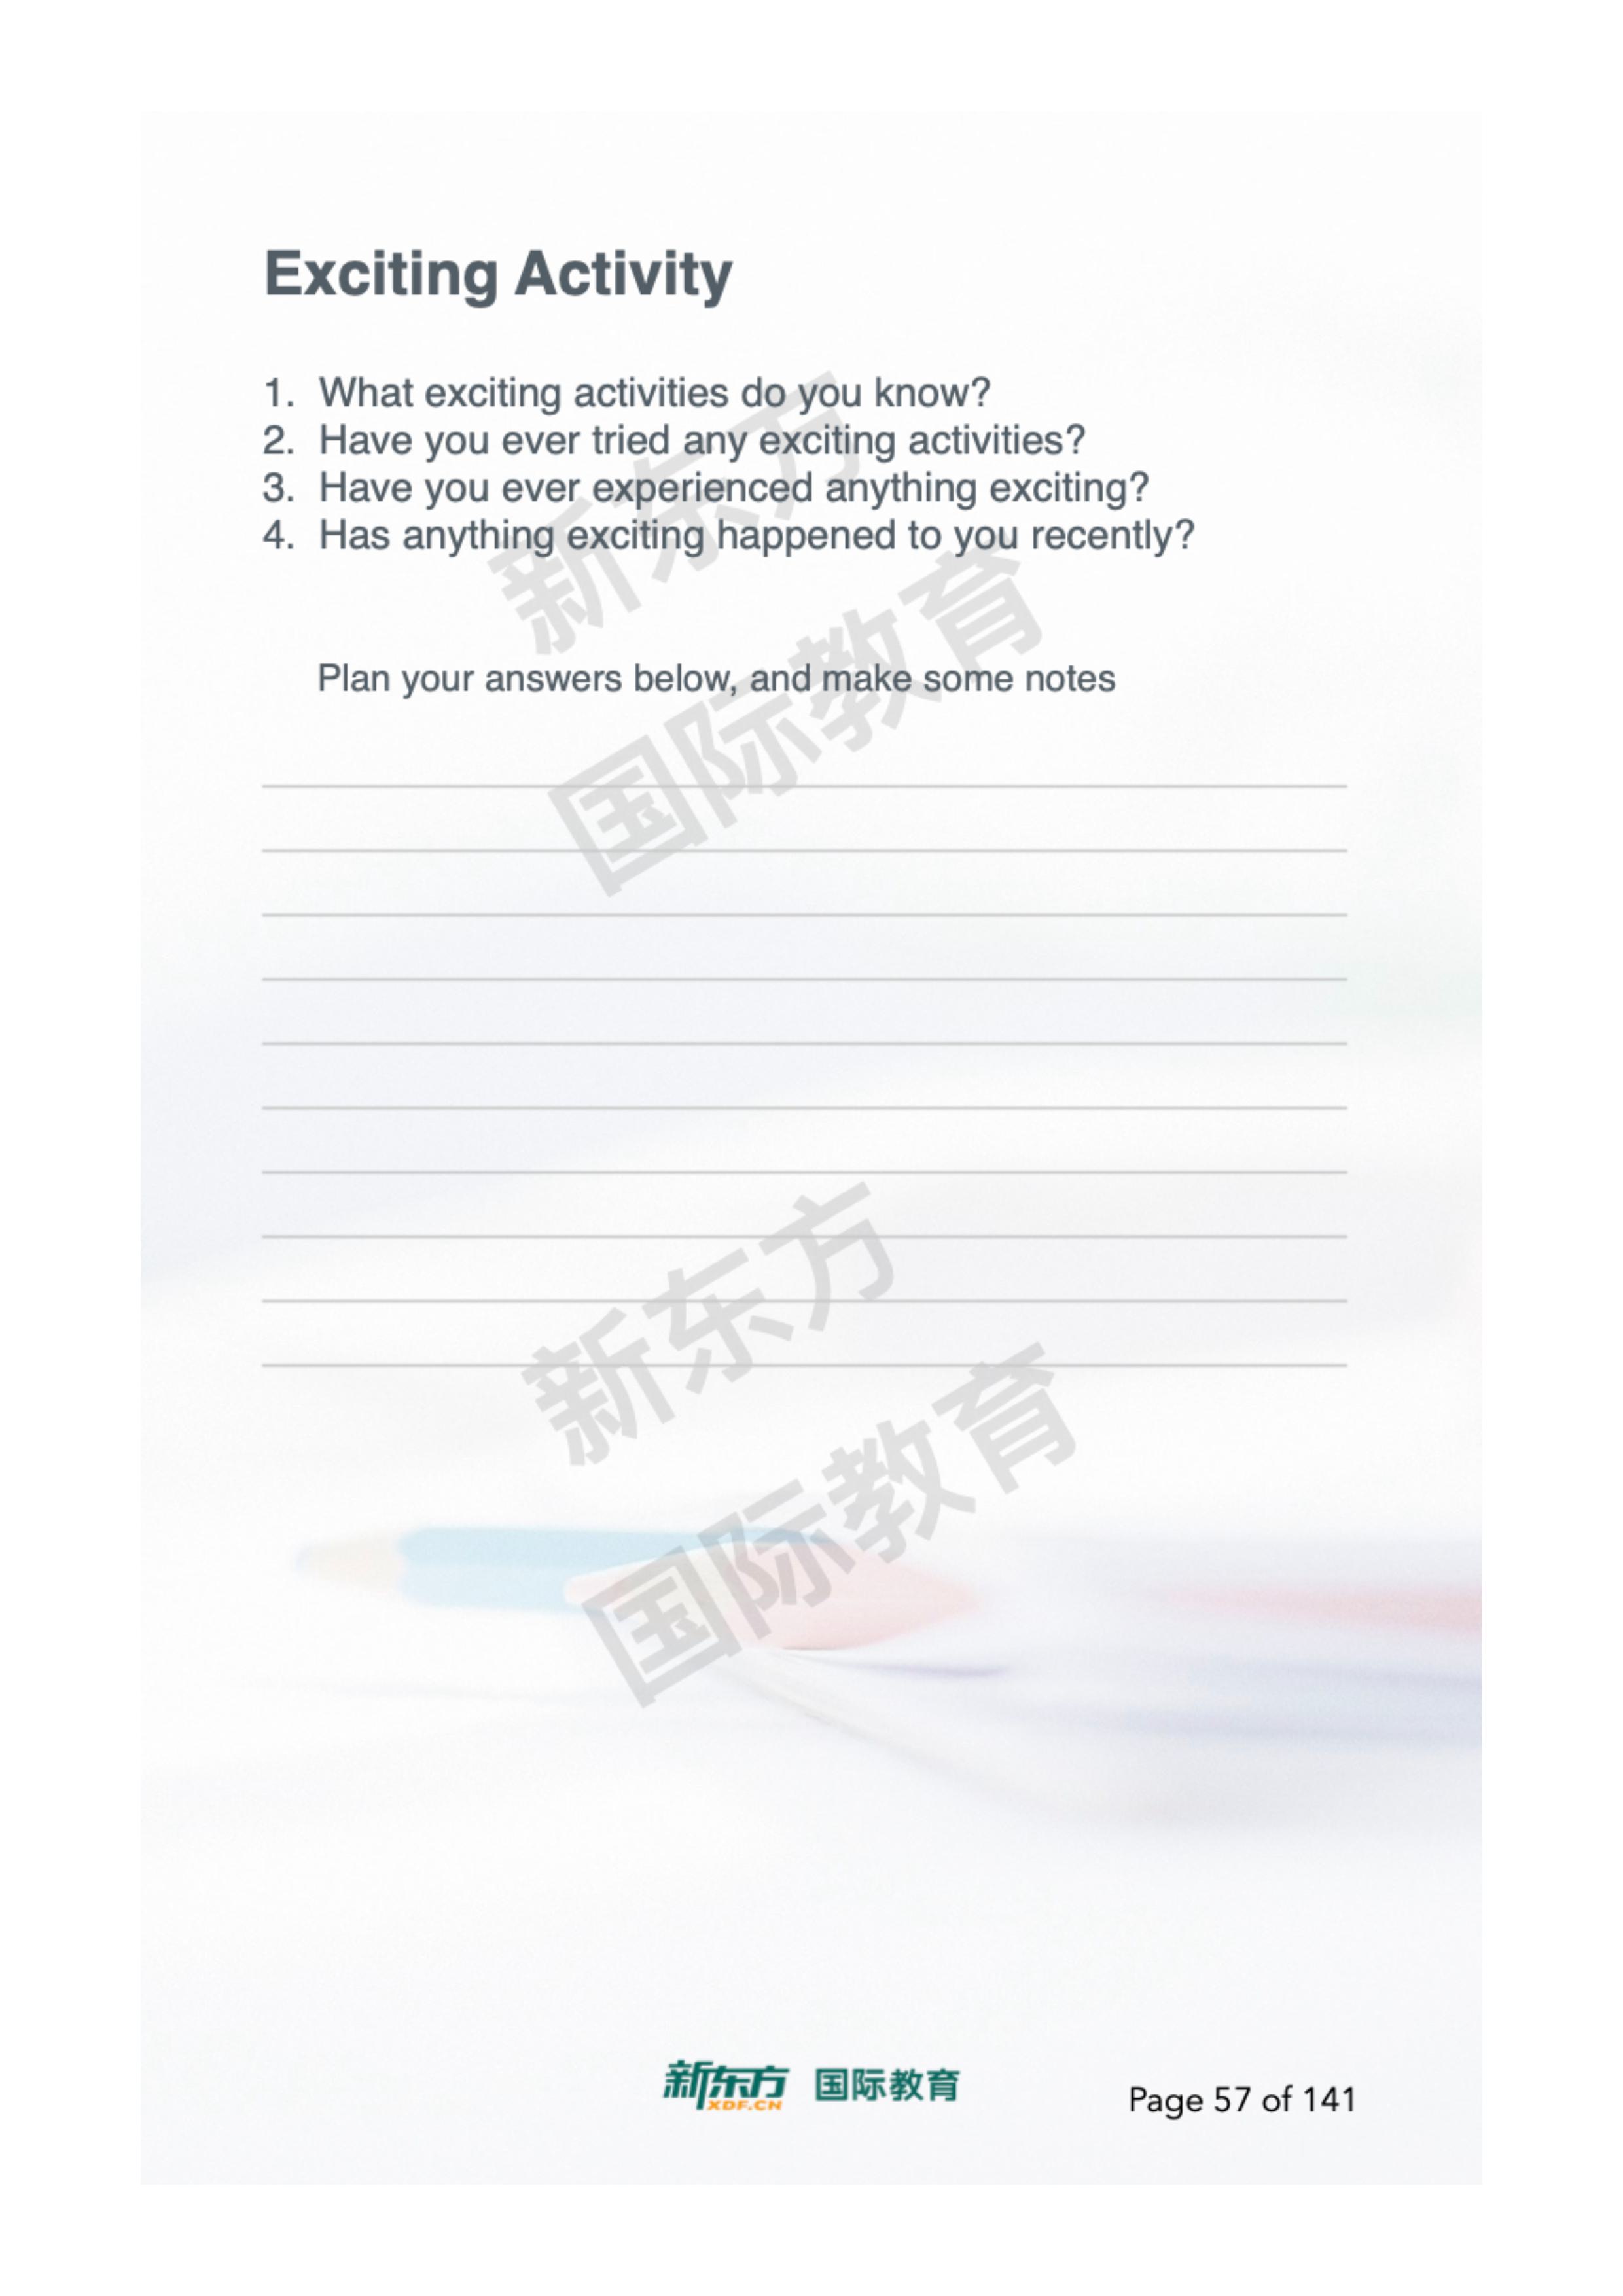 Exciting Activity
1. What exciting activities do you know?
2. Have you ever tried any exciting activities?
3. Have you ever experienced anything exciting?
4. Has anything exciting happened to you recently?
Plan your answers below, and make some notes
新东方
国际教育
新东方
国际教育
新东方 国际教育
XDF.CN
Page 57 of 141